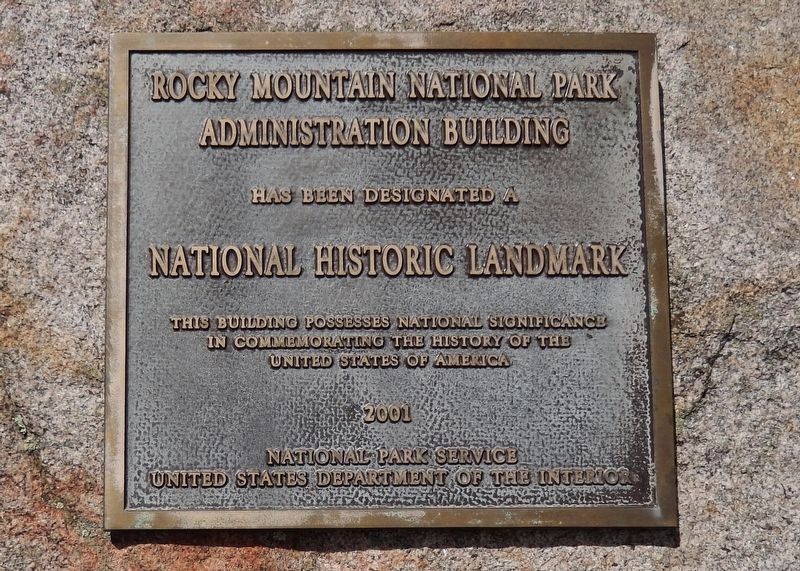 ROCKY MOUNTAIN NATIONAL PARK
ADMINISTRATION BUILDING
HAS BEEN DESIGNATED A
NATIONAL HISTORIC LANDMARK
THIS BUILDING POSSESSES NATIONAL SIGNIFICANCE
IN COMMEMORATING THE HISTORY OF THE
UNITED STATES OF AMERICA
2001
NATIONAL PARK SERVICE
UNITED STATES DEPARTMENT OF THE INTERIOR